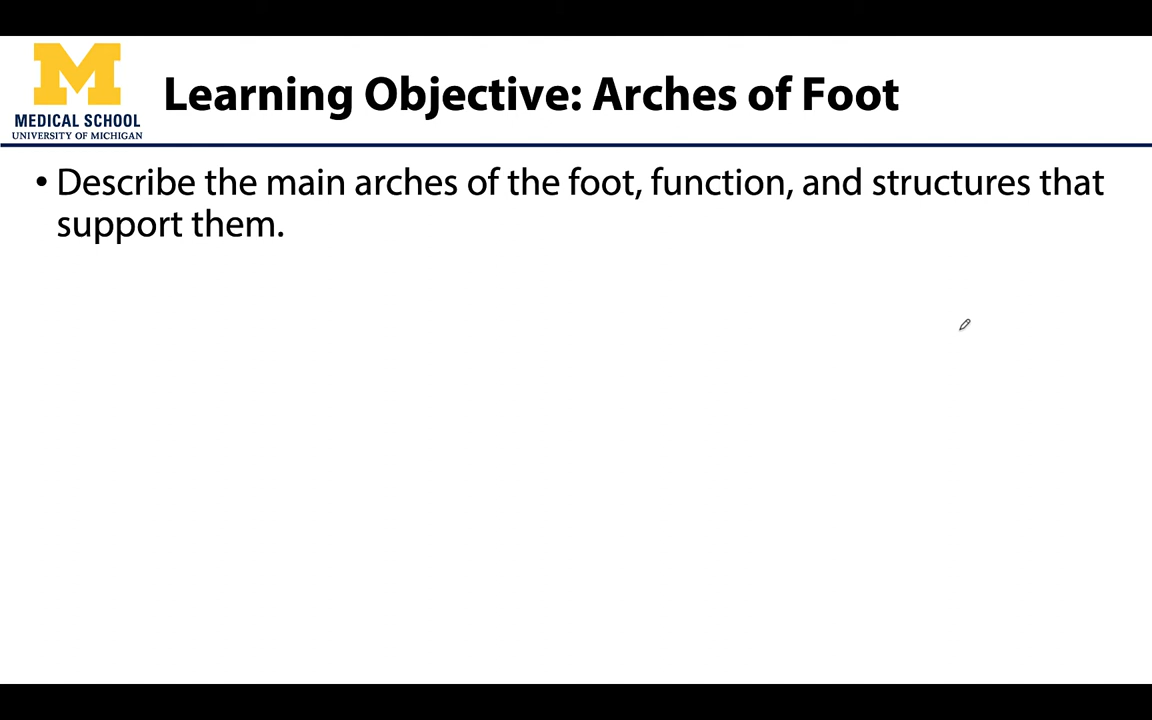 M
MEDICAL SCHOOL
UNIVERSITY OF MICHIGAN
Learning Objective: Arches of Foot
• Describe the main arches of the foot, function, and structures that
support them.